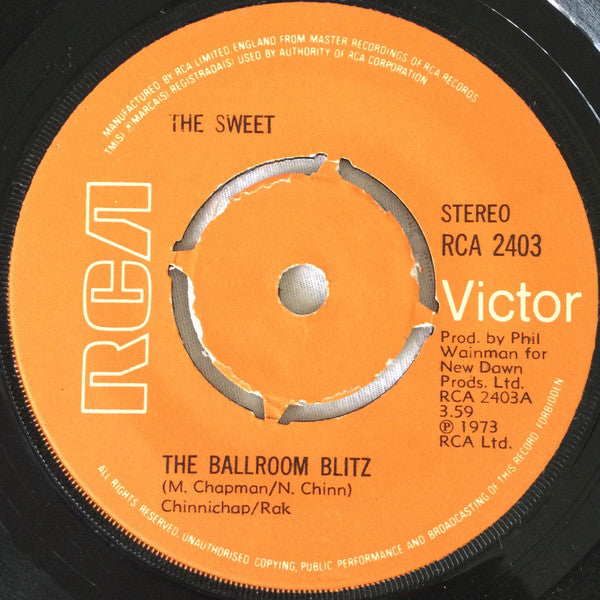 MANUFACTURED BY RCA LIMITED, ENGLAND FROM MASTER RECORDINGS OF RCA RECORDS
TM(S) ® MARCA(S) REGISTRADA(S) USED BY AUTHORITY OF RCA CORPORATION.
THE SWEET
RCA
STEREO
RCA 2403
Victor
Prod. by Phil
Wainman for
New Dawn
Prods. Ltd.
RCA 2403A
3.59
℗ 1973
RCA Ltd.
THE BALLROOM BLITZ
(M. Chapman/N. Chinn)
Chinnichap/Rak
ALL RIGHTS RESERVED, UNAUTHORISED COPYING, PUBLIC PERFORMANCE AND BROADCASTING OF THIS RECORD FORBIDDEN